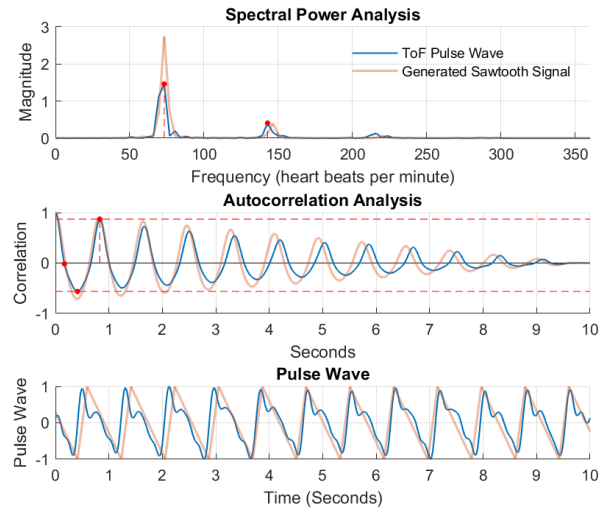 Spectral Power Analysis
3
2
1
0
Magnitude
ToF Pulse Wave
Generated Sawtooth Signal
0 50 100 150 200 250 300 350
Frequency (heart beats per minute)
Autocorrelation Analysis
1
0
-1
Correlation
0 1 2 3 4 5 6 7 8 9 10
Seconds
Pulse Wave
1
0
-1
Pulse Wave
0 1 2 3 4 5 6 7 8 9 10
Time (Seconds)